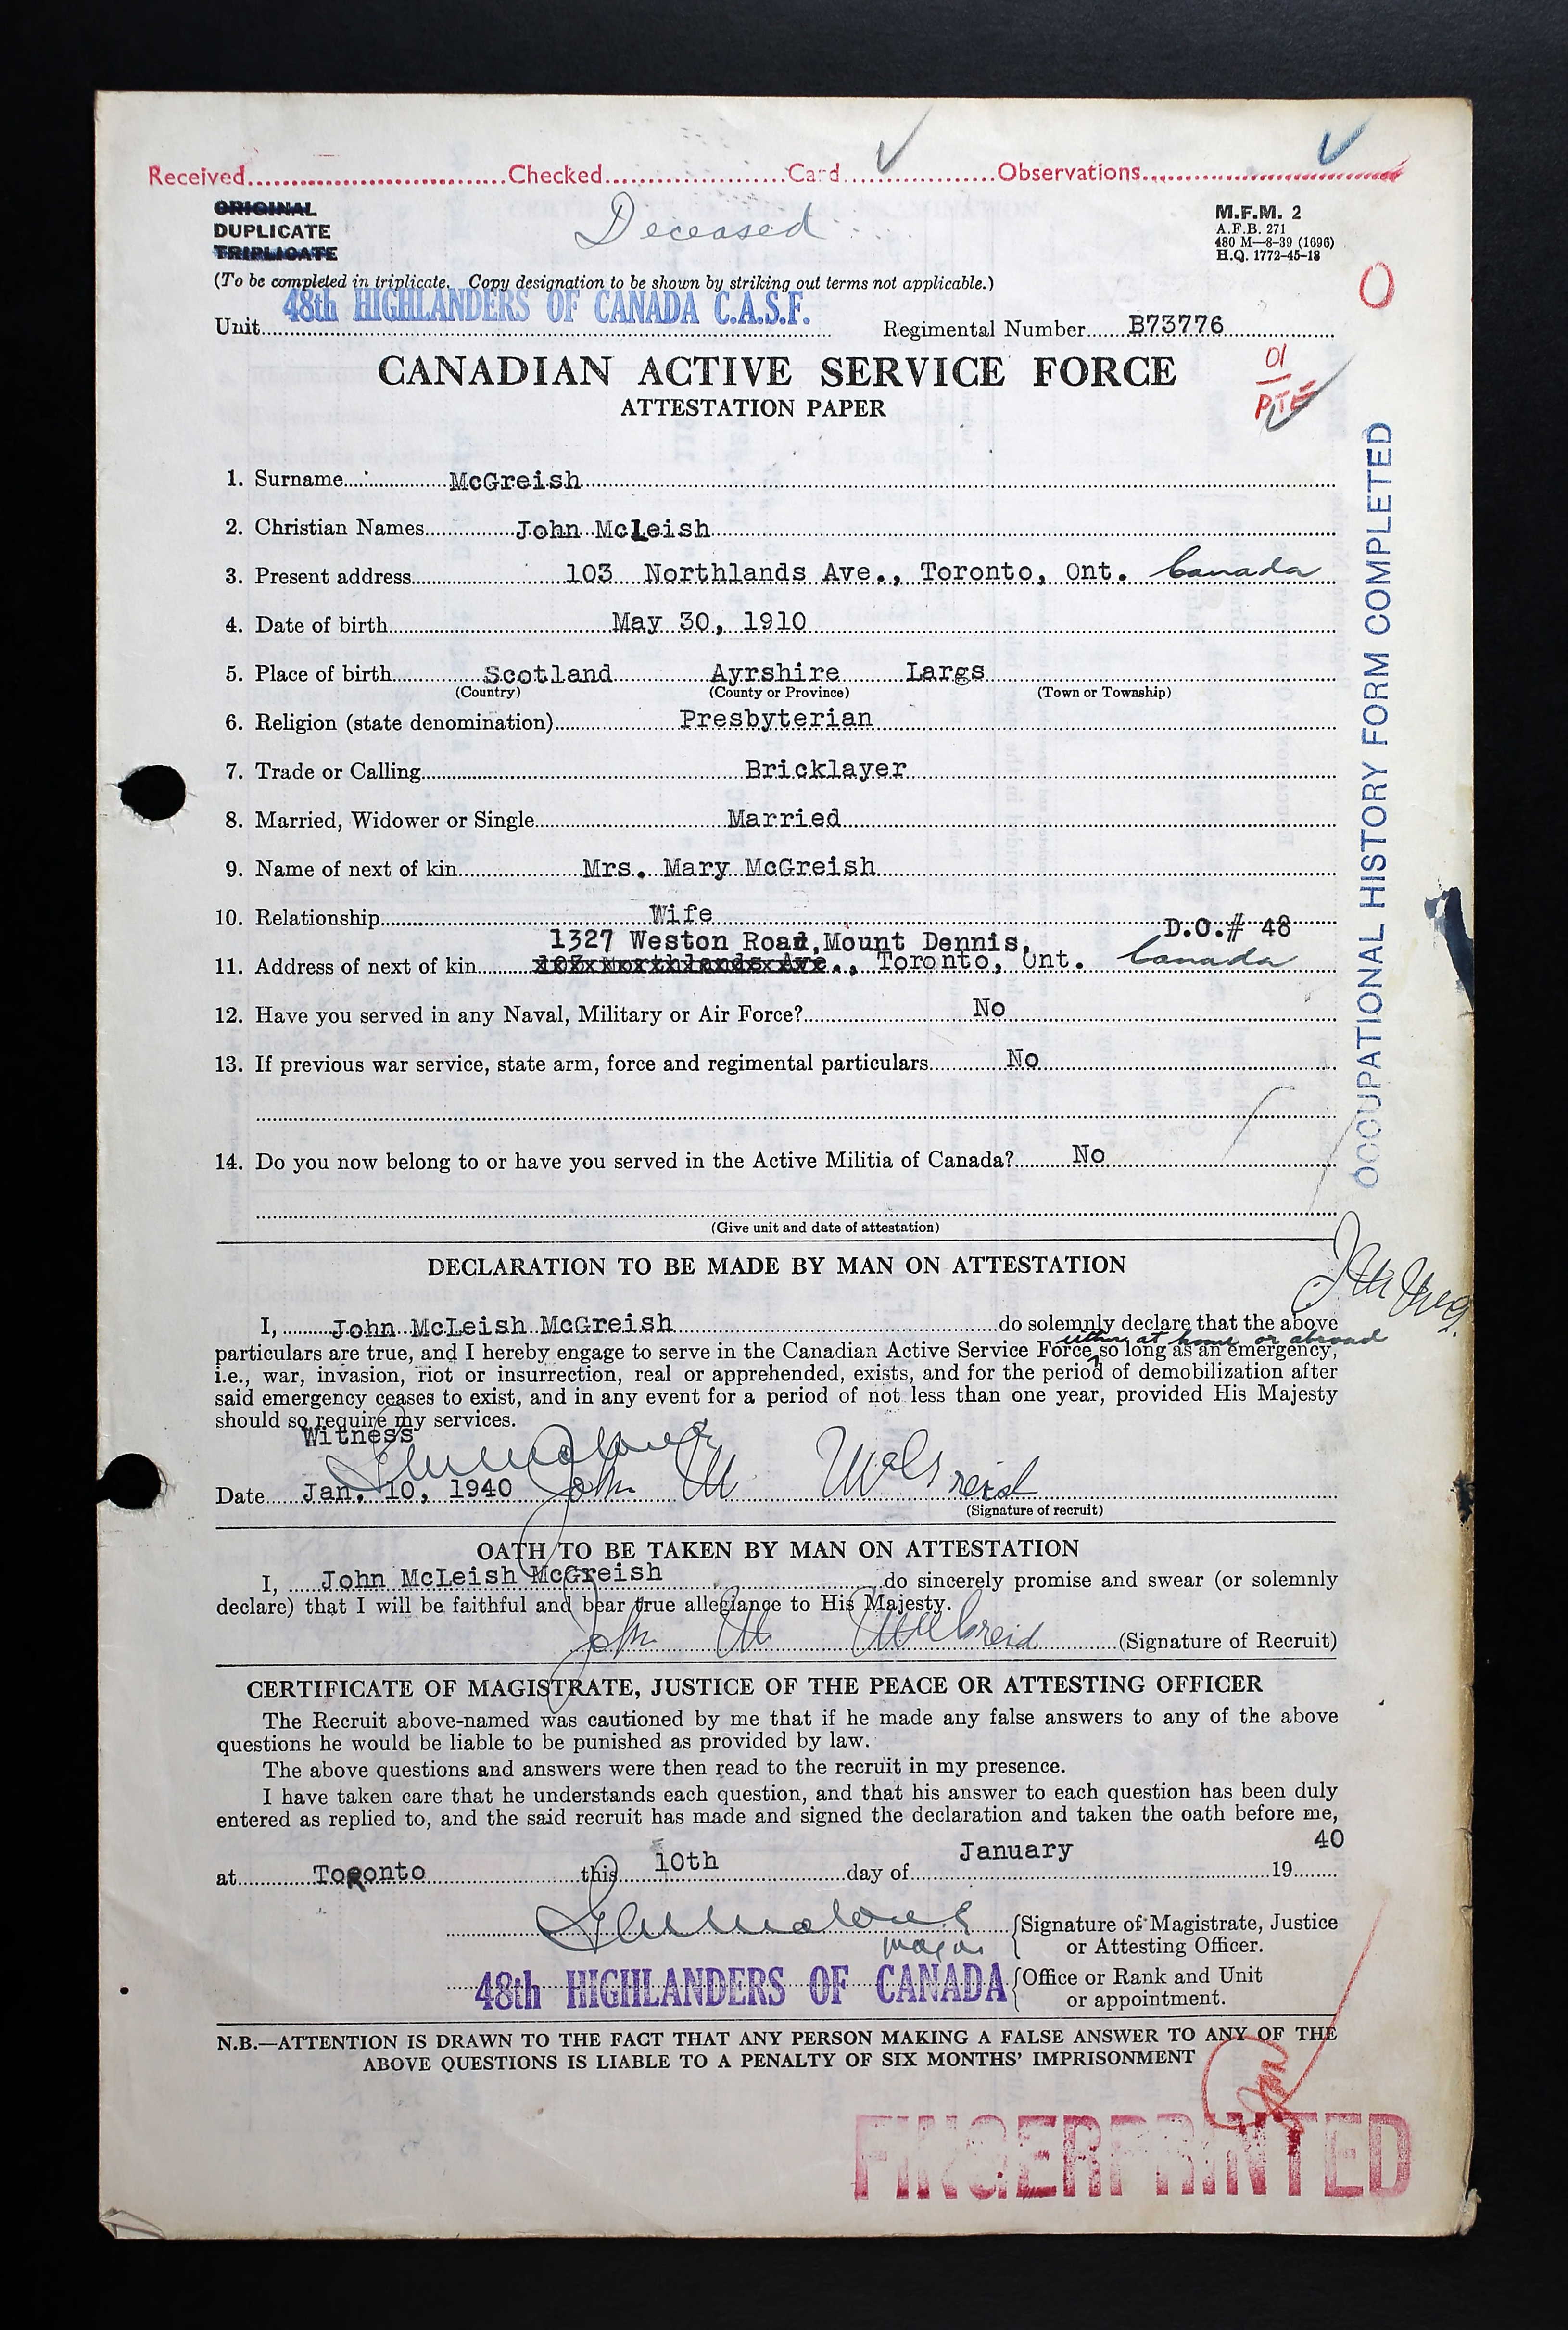 Received..............................Checked.....................Card.................Observations..............................
ORIGINAL
DUPLICATE
TRIPLICATE
Deceased
M.F.M. 2
A.F.B. 271
480 M—8-39 (1696)
H.Q. 1772-45-18
(To be completed in triplicate. Copy designation to be shown by striking out terms not applicable.)
Unit 48th HIGHLANDERS OF CANADA C.A.S.F. Regimental Number B73776
O
CANADIAN ACTIVE SERVICE FORCE
ATTESTATION PAPER
01
PTE
OCCUPATIONAL HISTORY FORM COMPLETED
1. Surname McGreish
2. Christian Names John McLeish
3. Present address 103 Northlands Ave., Toronto, Ont. Canada
4. Date of birth May 30, 1910
5. Place of birth Scotland Ayrshire Largs
(Country) (County or Province) (Town or Township)
6. Religion (state denomination) Presbyterian
7. Trade or Calling Bricklayer
8. Married, Widower or Single Married
9. Name of next of kin Mrs. Mary McGreish
10. Relationship Wife D.O.# 48
1327 Weston Road, Mount Dennis,
11. Address of next of kin 103 Northlands Ave., Toronto, Ont. Canada
12. Have you served in any Naval, Military or Air Force? No
13. If previous war service, state arm, force and regimental particulars No
14. Do you now belong to or have you served in the Active Militia of Canada? No
(Give unit and date of attestation)
DECLARATION TO BE MADE BY MAN ON ATTESTATION
I, John McLeish McGreish do solemnly declare that the above
either at home or abroad
particulars are true, and I hereby engage to serve in the Canadian Active Service Force so long as an emergency,
i.e., war, invasion, riot or insurrection, real or apprehended, exists, and for the period of demobilization after
said emergency ceases to exist, and in any event for a period of not less than one year, provided His Majesty
should so require my services.
Witness
Date Jan. 10, 1940 John M
(Signature of recruit)
OATH TO BE TAKEN BY MAN ON ATTESTATION
I, John McLeish McGreish do sincerely promise and swear (or solemnly
declare) that I will be faithful and bear true allegiance to His Majesty.
John M (Signature of Recruit)
CERTIFICATE OF MAGISTRATE, JUSTICE OF THE PEACE OR ATTESTING OFFICER
The Recruit above-named was cautioned by me that if he made any false answers to any of the above
questions he would be liable to be punished as provided by law.
The above questions and answers were then read to the recruit in my presence.
I have taken care that he understands each question, and that his answer to each question has been duly
entered as replied to, and the said recruit has made and signed the declaration and taken the oath before me,
at Toronto this 10th day of January 1940
{Signature of Magistrate, Justice
or Attesting Officer.
Major
48th HIGHLANDERS OF CANADA {Office or Rank and Unit
or appointment.
N.B.—ATTENTION IS DRAWN TO THE FACT THAT ANY PERSON MAKING A FALSE ANSWER TO ANY OF THE
ABOVE QUESTIONS IS LIABLE TO A PENALTY OF SIX MONTHS' IMPRISONMENT
FINGERPRINTED